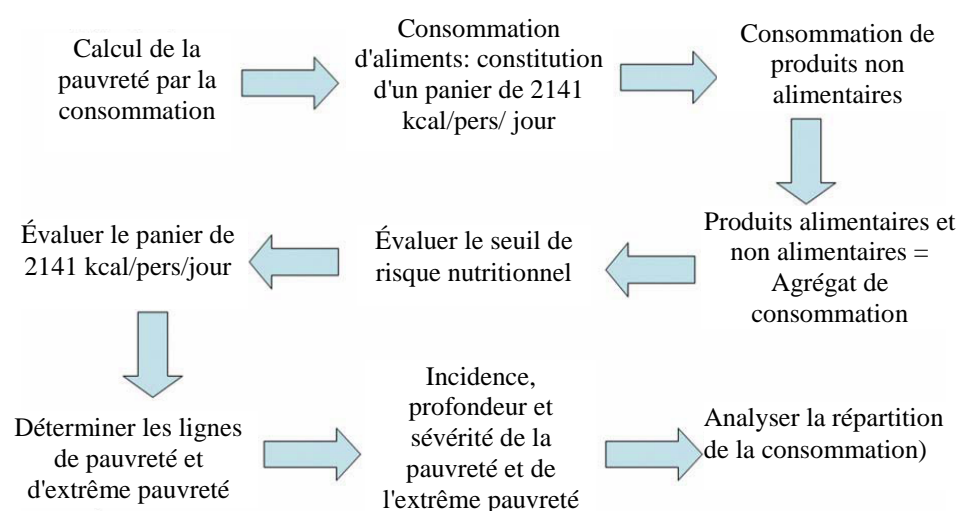 Calcul de la
pauvreté par la
consommation
Consommation
d'aliments: constitution
d'un panier de 2141
kcal/pers/ jour
Consommation de
produits non
alimentaires
Produits alimentaires et
non alimentaires =
Agrégat de
consommation
Évaluer le seuil de
risque nutritionnel
Évaluer le panier de
2141 kcal/pers/jour
Déterminer les lignes
de pauvreté et
d'extrême pauvreté
Incidence,
profondeur et
sévérité de la
pauvreté et de
l'extrême pauvreté
Analyser la répartition
de la consommation)